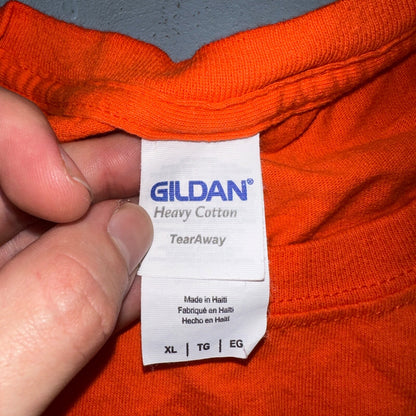 GILDAN®
Heavy Cotton
TearAway
Made in Haiti
Fabriqué en Haïti
Hecho en Haití
XL | TG | EG